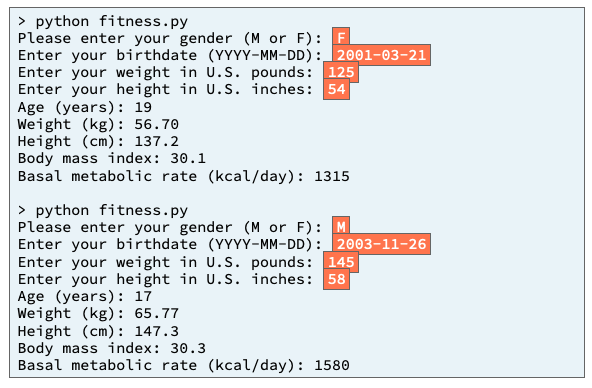 > python fitness.py
Please enter your gender (M or F): F
Enter your birthdate (YYYY-MM-DD): 2001-03-21
Enter your weight in U.S. pounds: 125
Enter your height in U.S. inches: 54
Age (years): 19
Weight (kg): 56.70
Height (cm): 137.2
Body mass index: 30.1
Basal metabolic rate (kcal/day): 1315

> python fitness.py
Please enter your gender (M or F): M
Enter your birthdate (YYYY-MM-DD): 2003-11-26
Enter your weight in U.S. pounds: 145
Enter your height in U.S. inches: 58
Age (years): 17
Weight (kg): 65.77
Height (cm): 147.3
Body mass index: 30.3
Basal metabolic rate (kcal/day): 1580